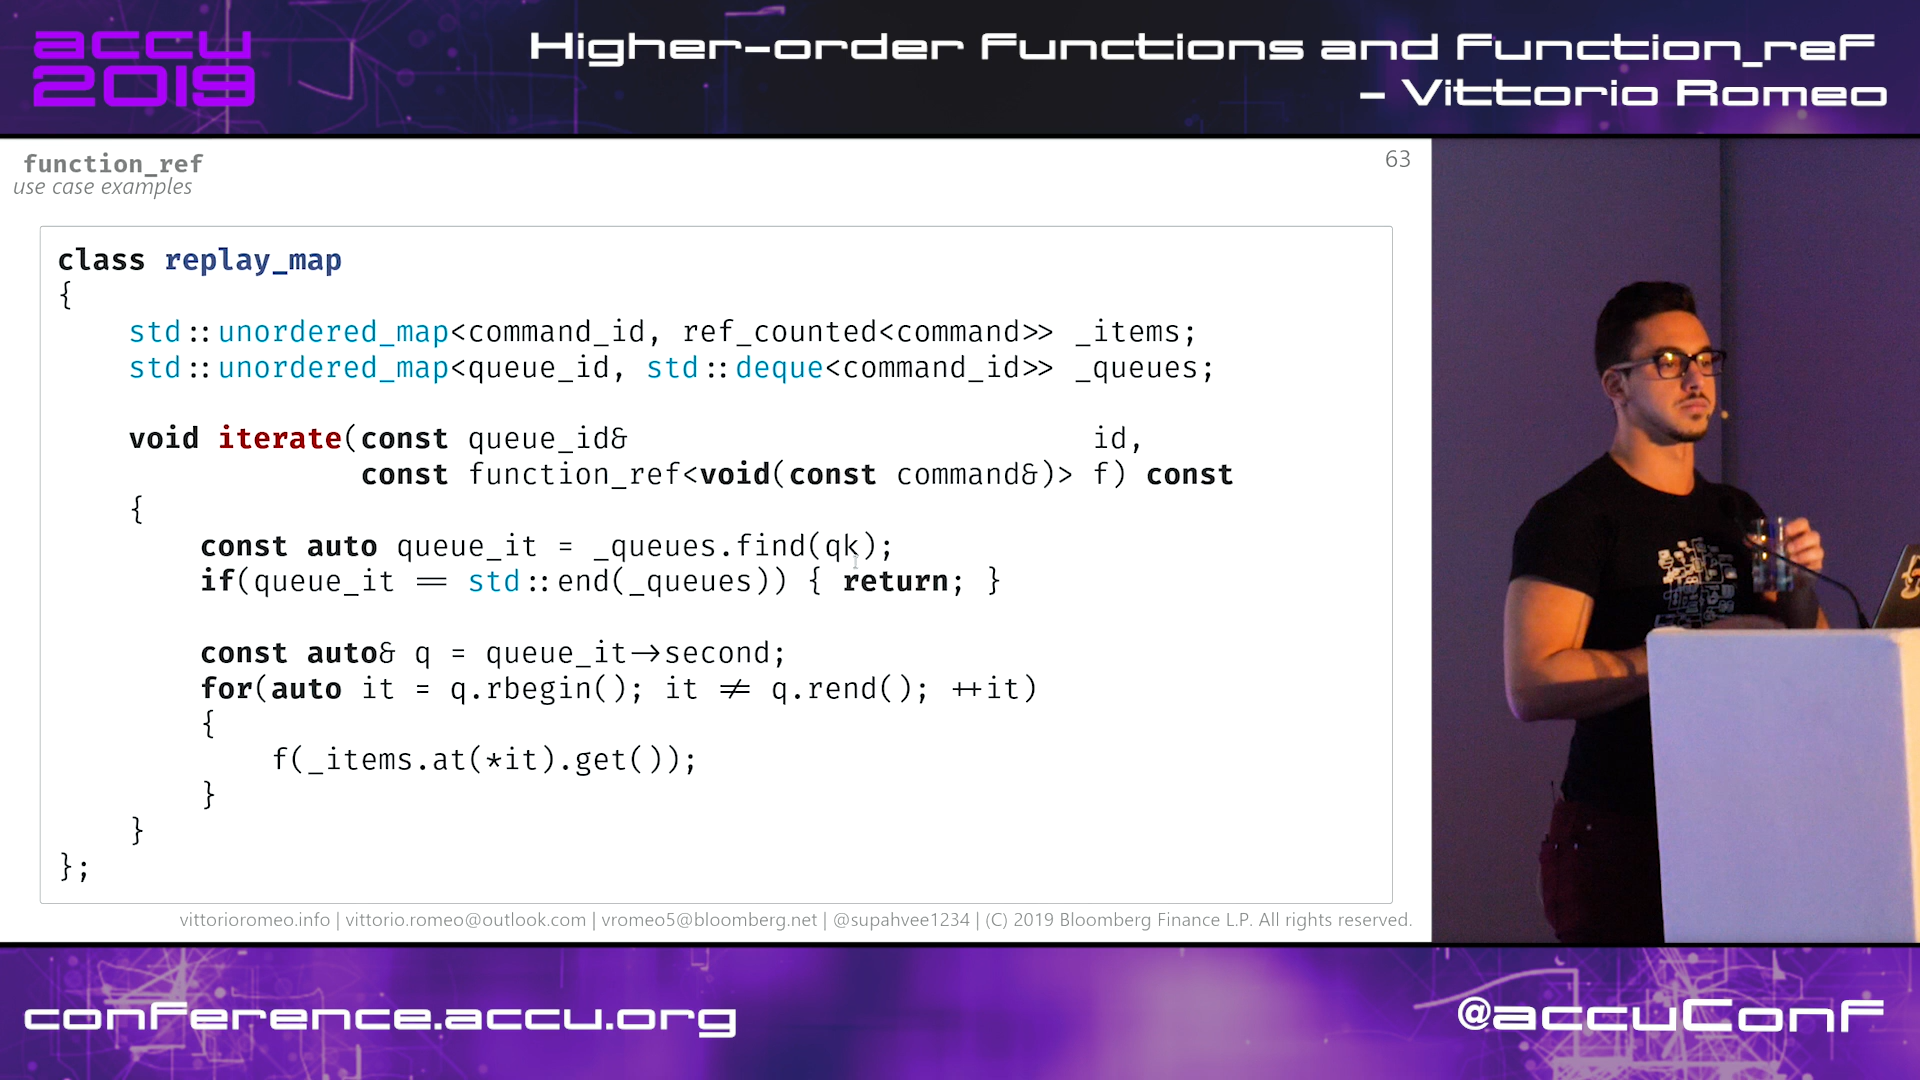 accu
2019
Higher-order Functions and Function_ref
- Vittorio Romeo
function_ref
use case examples
63
class replay_map
{
std::unordered_map<command_id, ref_counted<command>> _items;
std::unordered_map<queue_id, std::deque<command_id>> _queues;
void iterate(const queue_id& id,
const function_ref<void(const command&)> f) const
{
const auto queue_it = _queues.find(qk);
if(queue_it == std::end(_queues)) { return; }
const auto& q = queue_it->second;
for(auto it = q.rbegin(); it != q.rend(); ++it)
{
f(_items.at(*it).get());
}
}
};
vittorioromeo.info | vittorio.romeo@outlook.com | vromeo5@bloomberg.net | @supahvee1234 | (C) 2019 Bloomberg Finance L.P. All rights reserved.
conference.accu.org
@accuConf